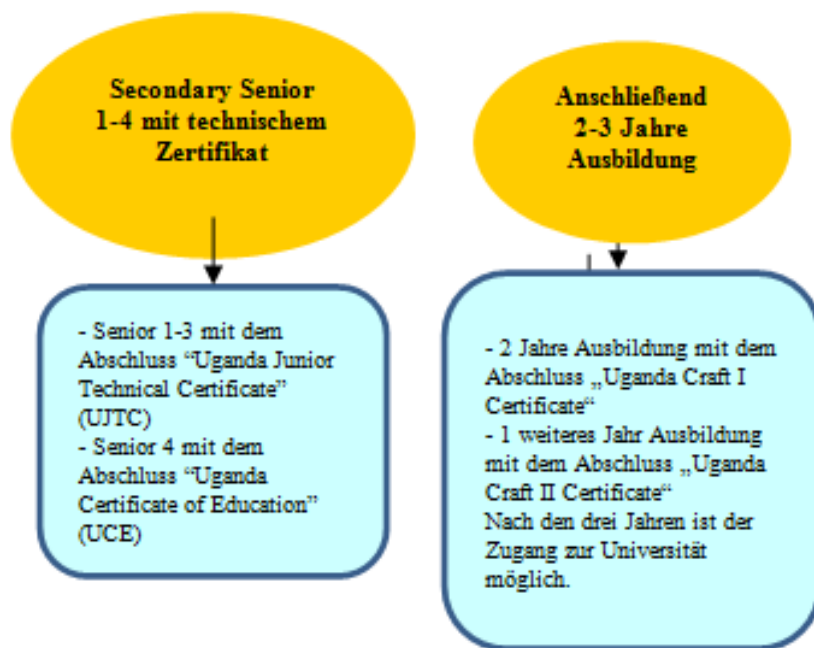 Secondary Senior
1-4 mit technischem
Zertifikat
- Senior 1-3 mit dem
Abschluss “Uganda Junior
Technical Certificate”
(UJTC)
- Senior 4 mit dem
Abschluss “Uganda
Certificate of Education”
(UCE)
Anschließend
2-3 Jahre
Ausbildung
- 2 Jahre Ausbildung mit dem
Abschluss „Uganda Craft I
Certificate“
- 1 weiteres Jahr Ausbildung
mit dem Abschluss „Uganda
Craft II Certificate“
Nach den drei Jahren ist der
Zugang zur Universität
möglich.